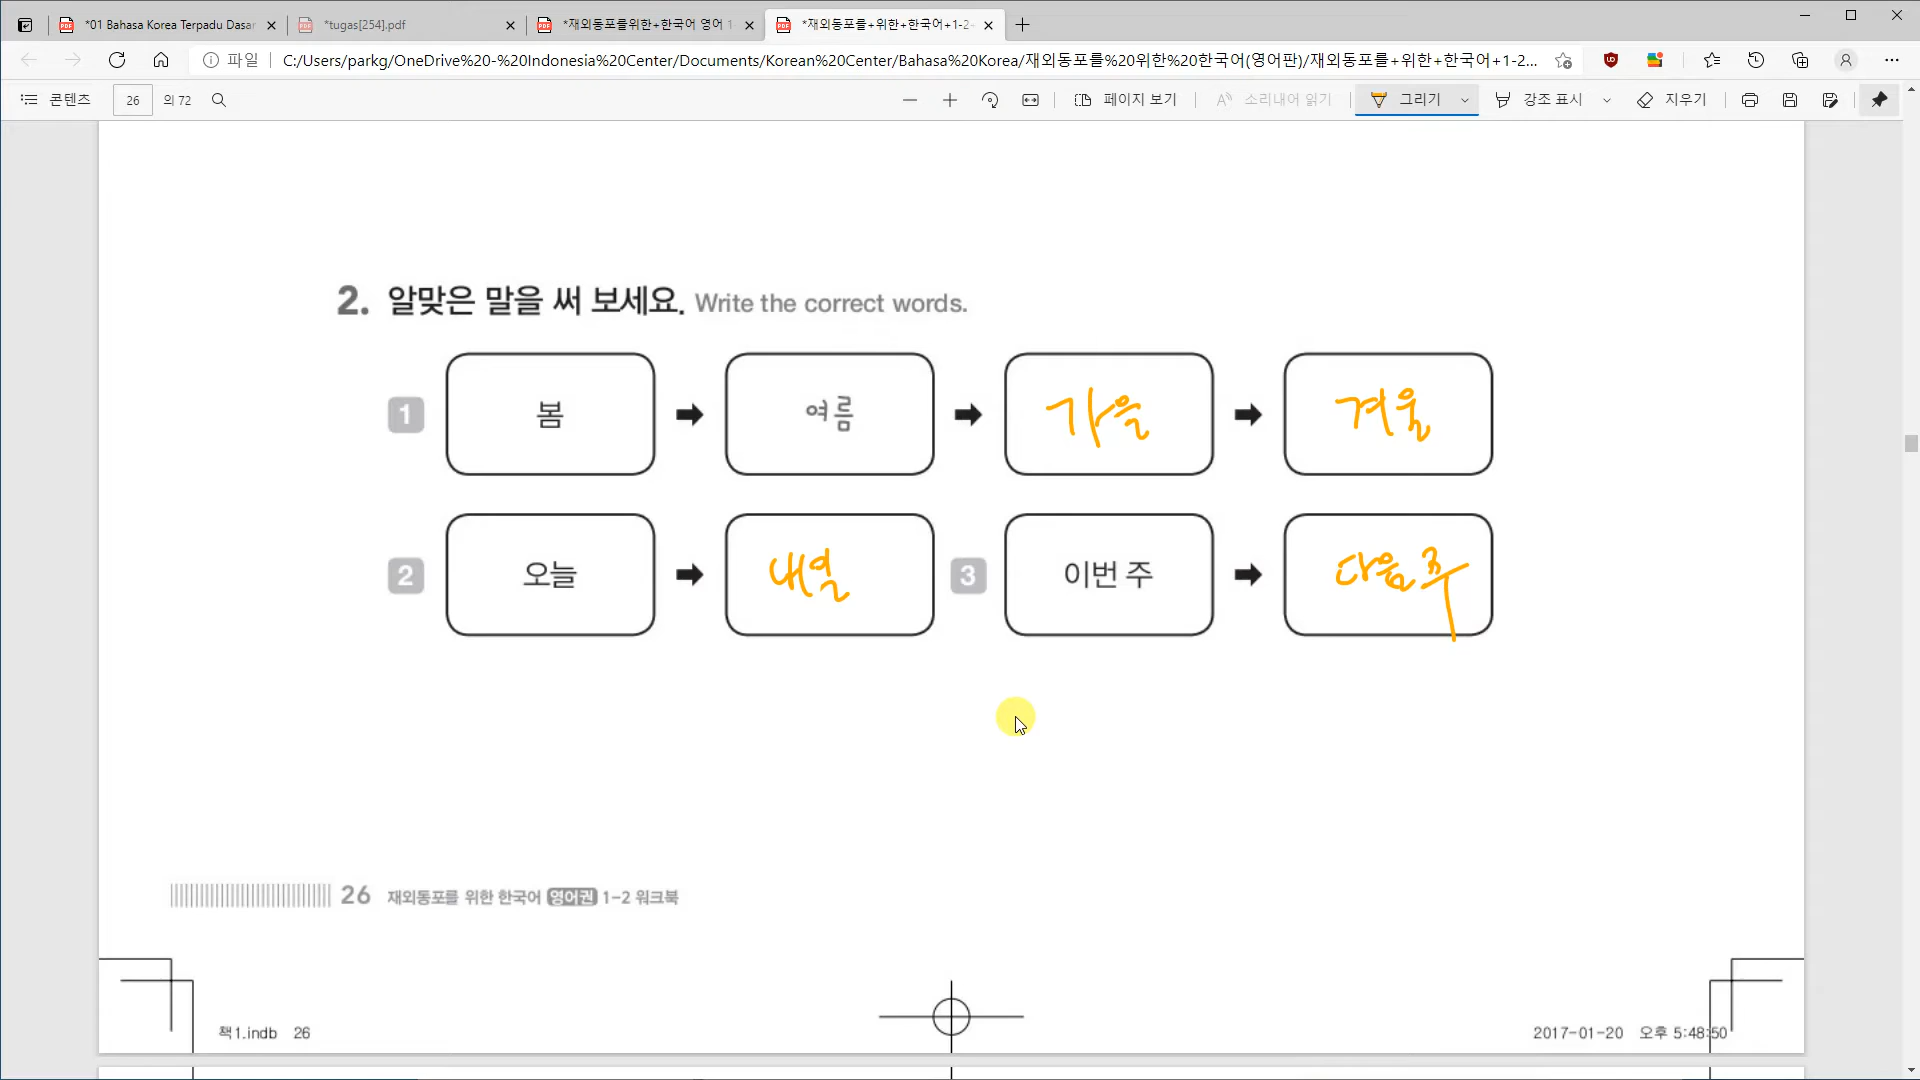 *01 Bahasa Korea Terpadu Dasar
*tugas[254].pdf
*재외동포를위한+한국어 영어 1
*재외동포를+위한+한국어+1-2-
파일
C:/Users/parkg/OneDrive%20-%20Indonesia%20Center/Documents/Korean%20Center/Bahasa%20Korea/재외동포를%20위한%20한국어(영어판)/재외동포를+위한+한국어+1-2...
콘텐츠 26 의 72 페이지 보기 소리내어 읽기 그리기 강조 표시 지우기
2. 알맞은 말을 써 보세요. Write the correct words.
1 봄 여름 가을 겨울
2 오늘 내일 3 이번 주 다음 주
26 재외동포를 위한 한국어 영어권 1-2 워크북
책1.indb 26
2017-01-20 오후 5:48:50